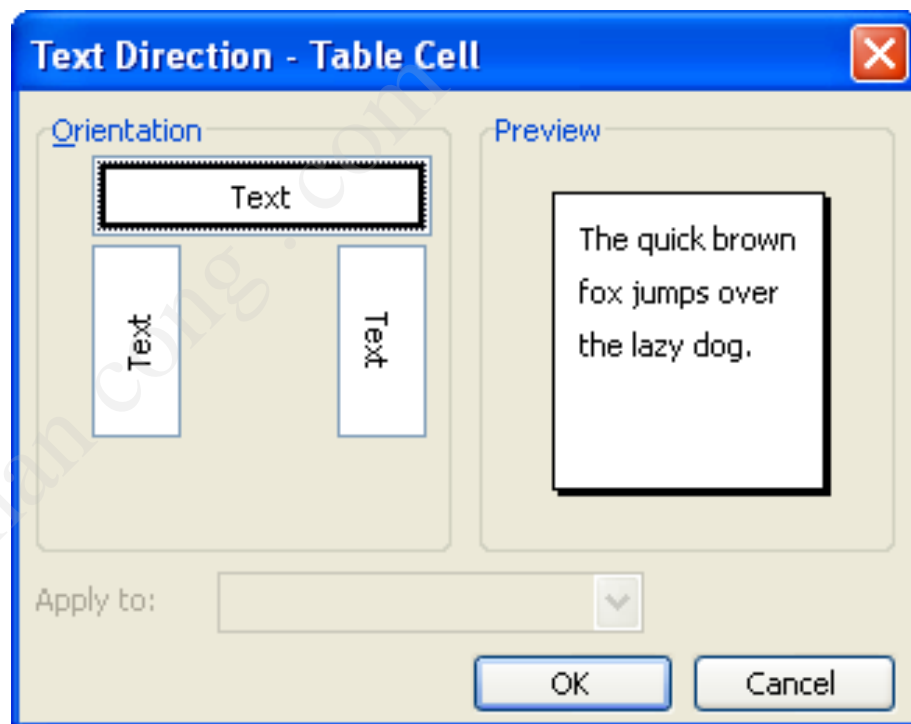 Text Direction - Table Cell
Orientation
Preview
Text
Text
Text
The quick brown
fox jumps over
the lazy dog.
Apply to:
OK
Cancel